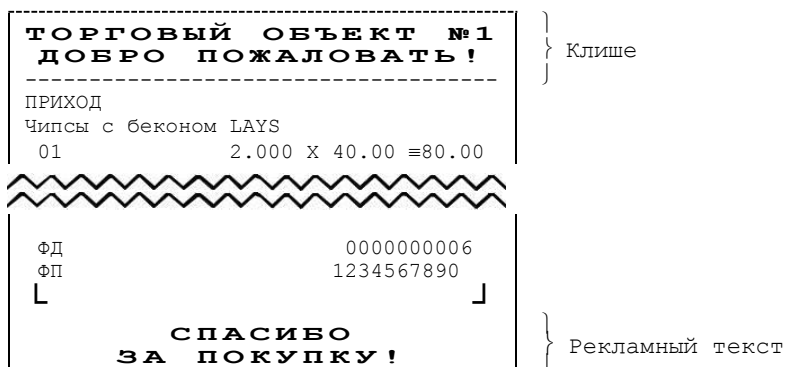 ТОРГОВЫЙ ОБЪЕКТ №1
ДОБРО ПОЖАЛОВАТЬ!
Клише
ПРИХОД
Чипсы с беконом LAYS
01 2.000 X 40.00 ≡80.00
ФД 0000000006
ФП 1234567890
СПАСИБО
ЗА ПОКУПКУ!
Рекламный текст